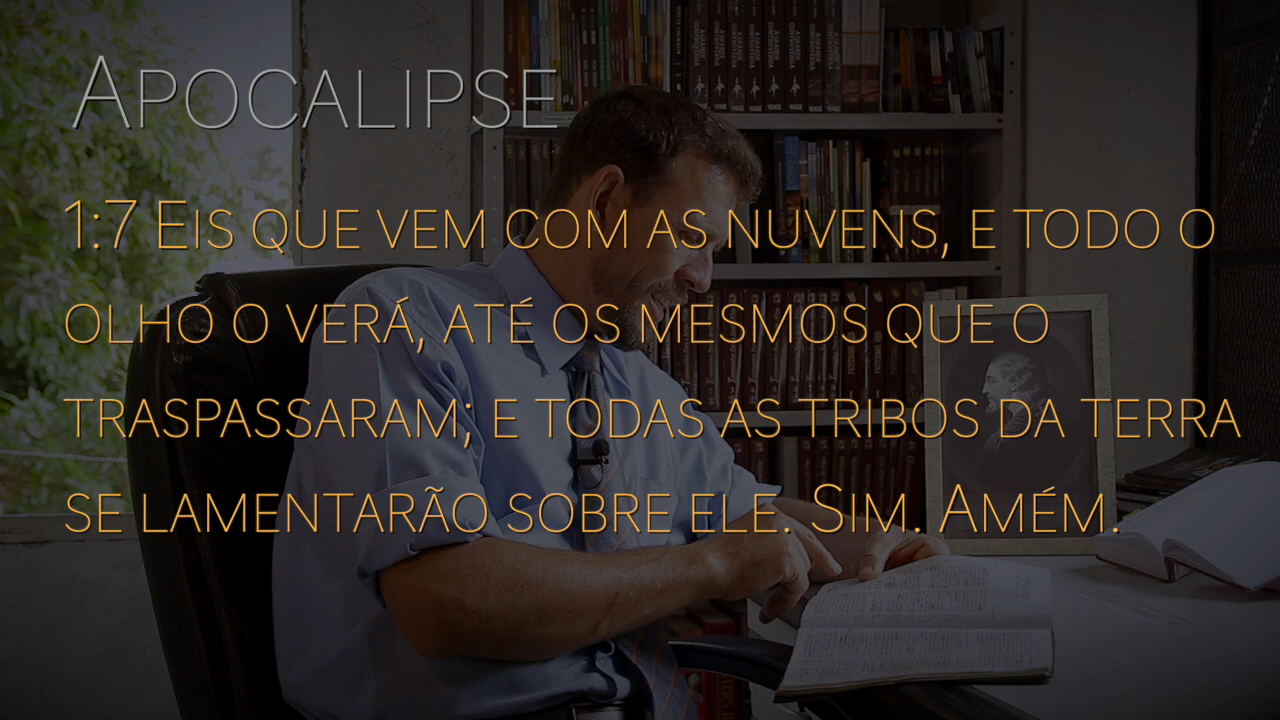 Apocalipse
1:7 Eis que vem com as nuvens, e todo o
olho o verá, até os mesmos que o
traspassaram; e todas as tribos da terra
se lamentarão sobre ele. Sim. Amém.